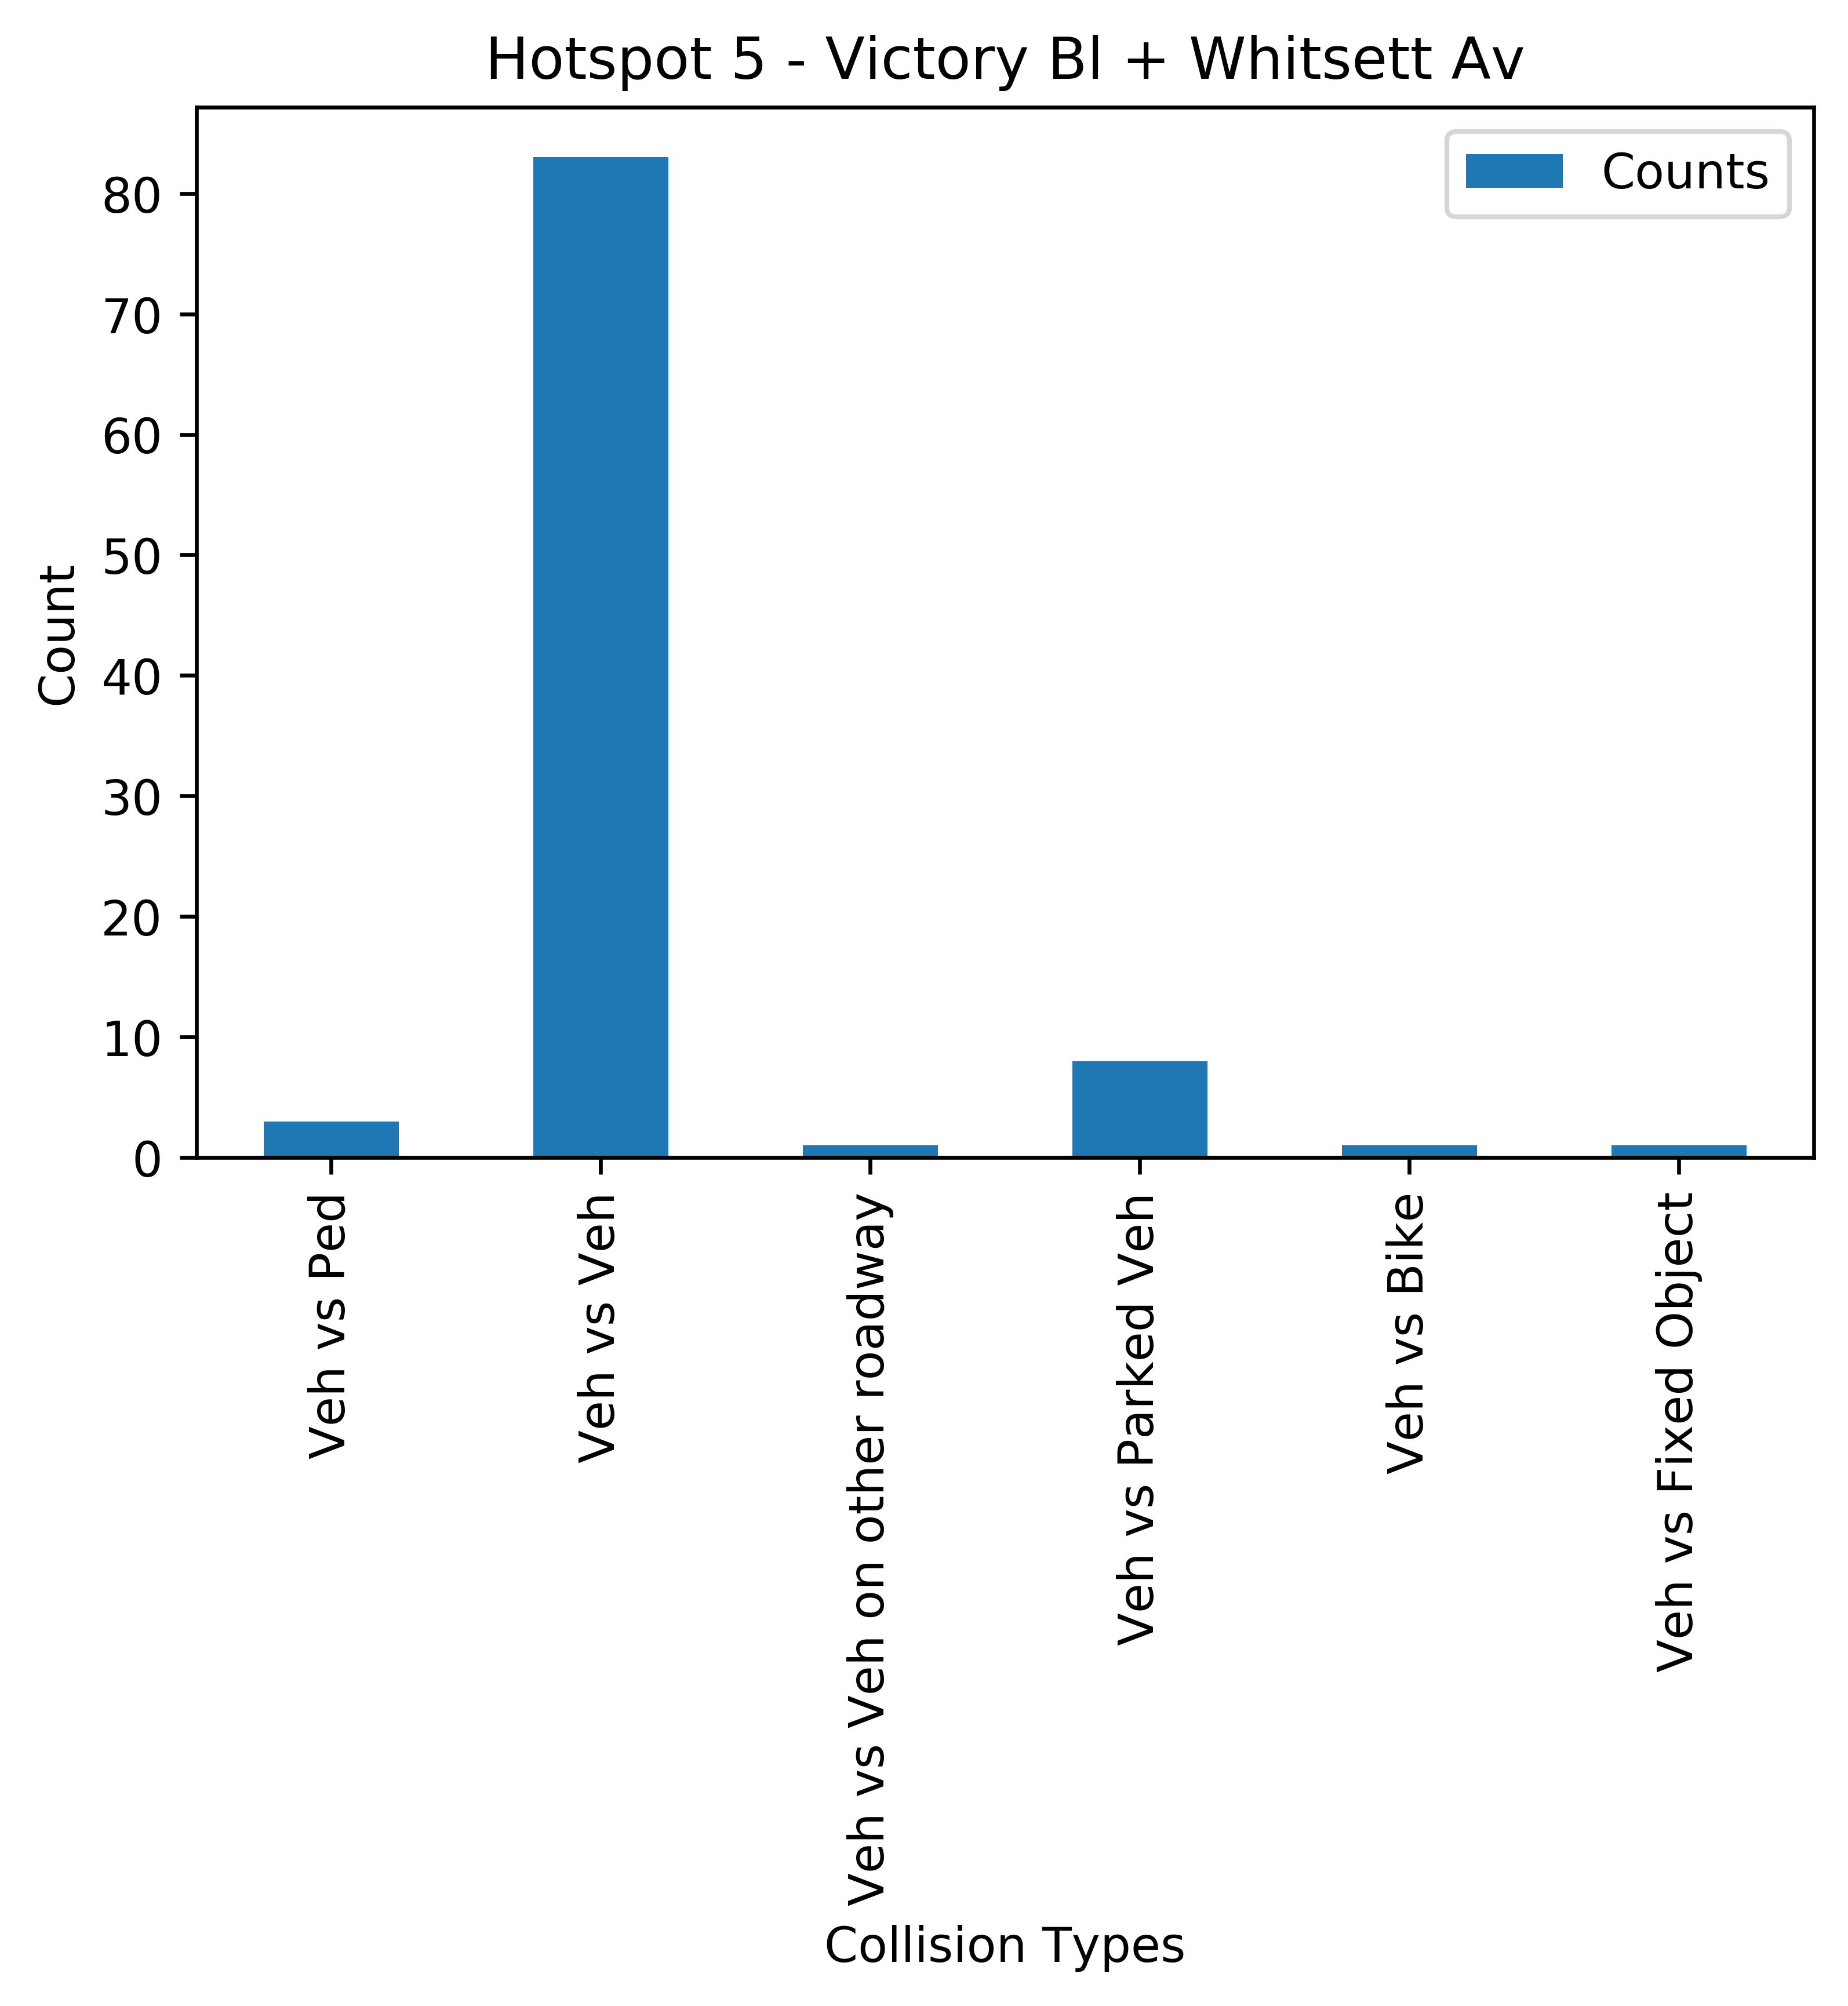 Hotspot 5 - Victory Bl + Whitsett Av
Counts
Count
80
70
60
50
40
30
20
10
0
Veh vs Ped
Veh vs Veh
Veh vs Veh on other roadway
Veh vs Parked Veh
Veh vs Bike
Veh vs Fixed Object
Collision Types